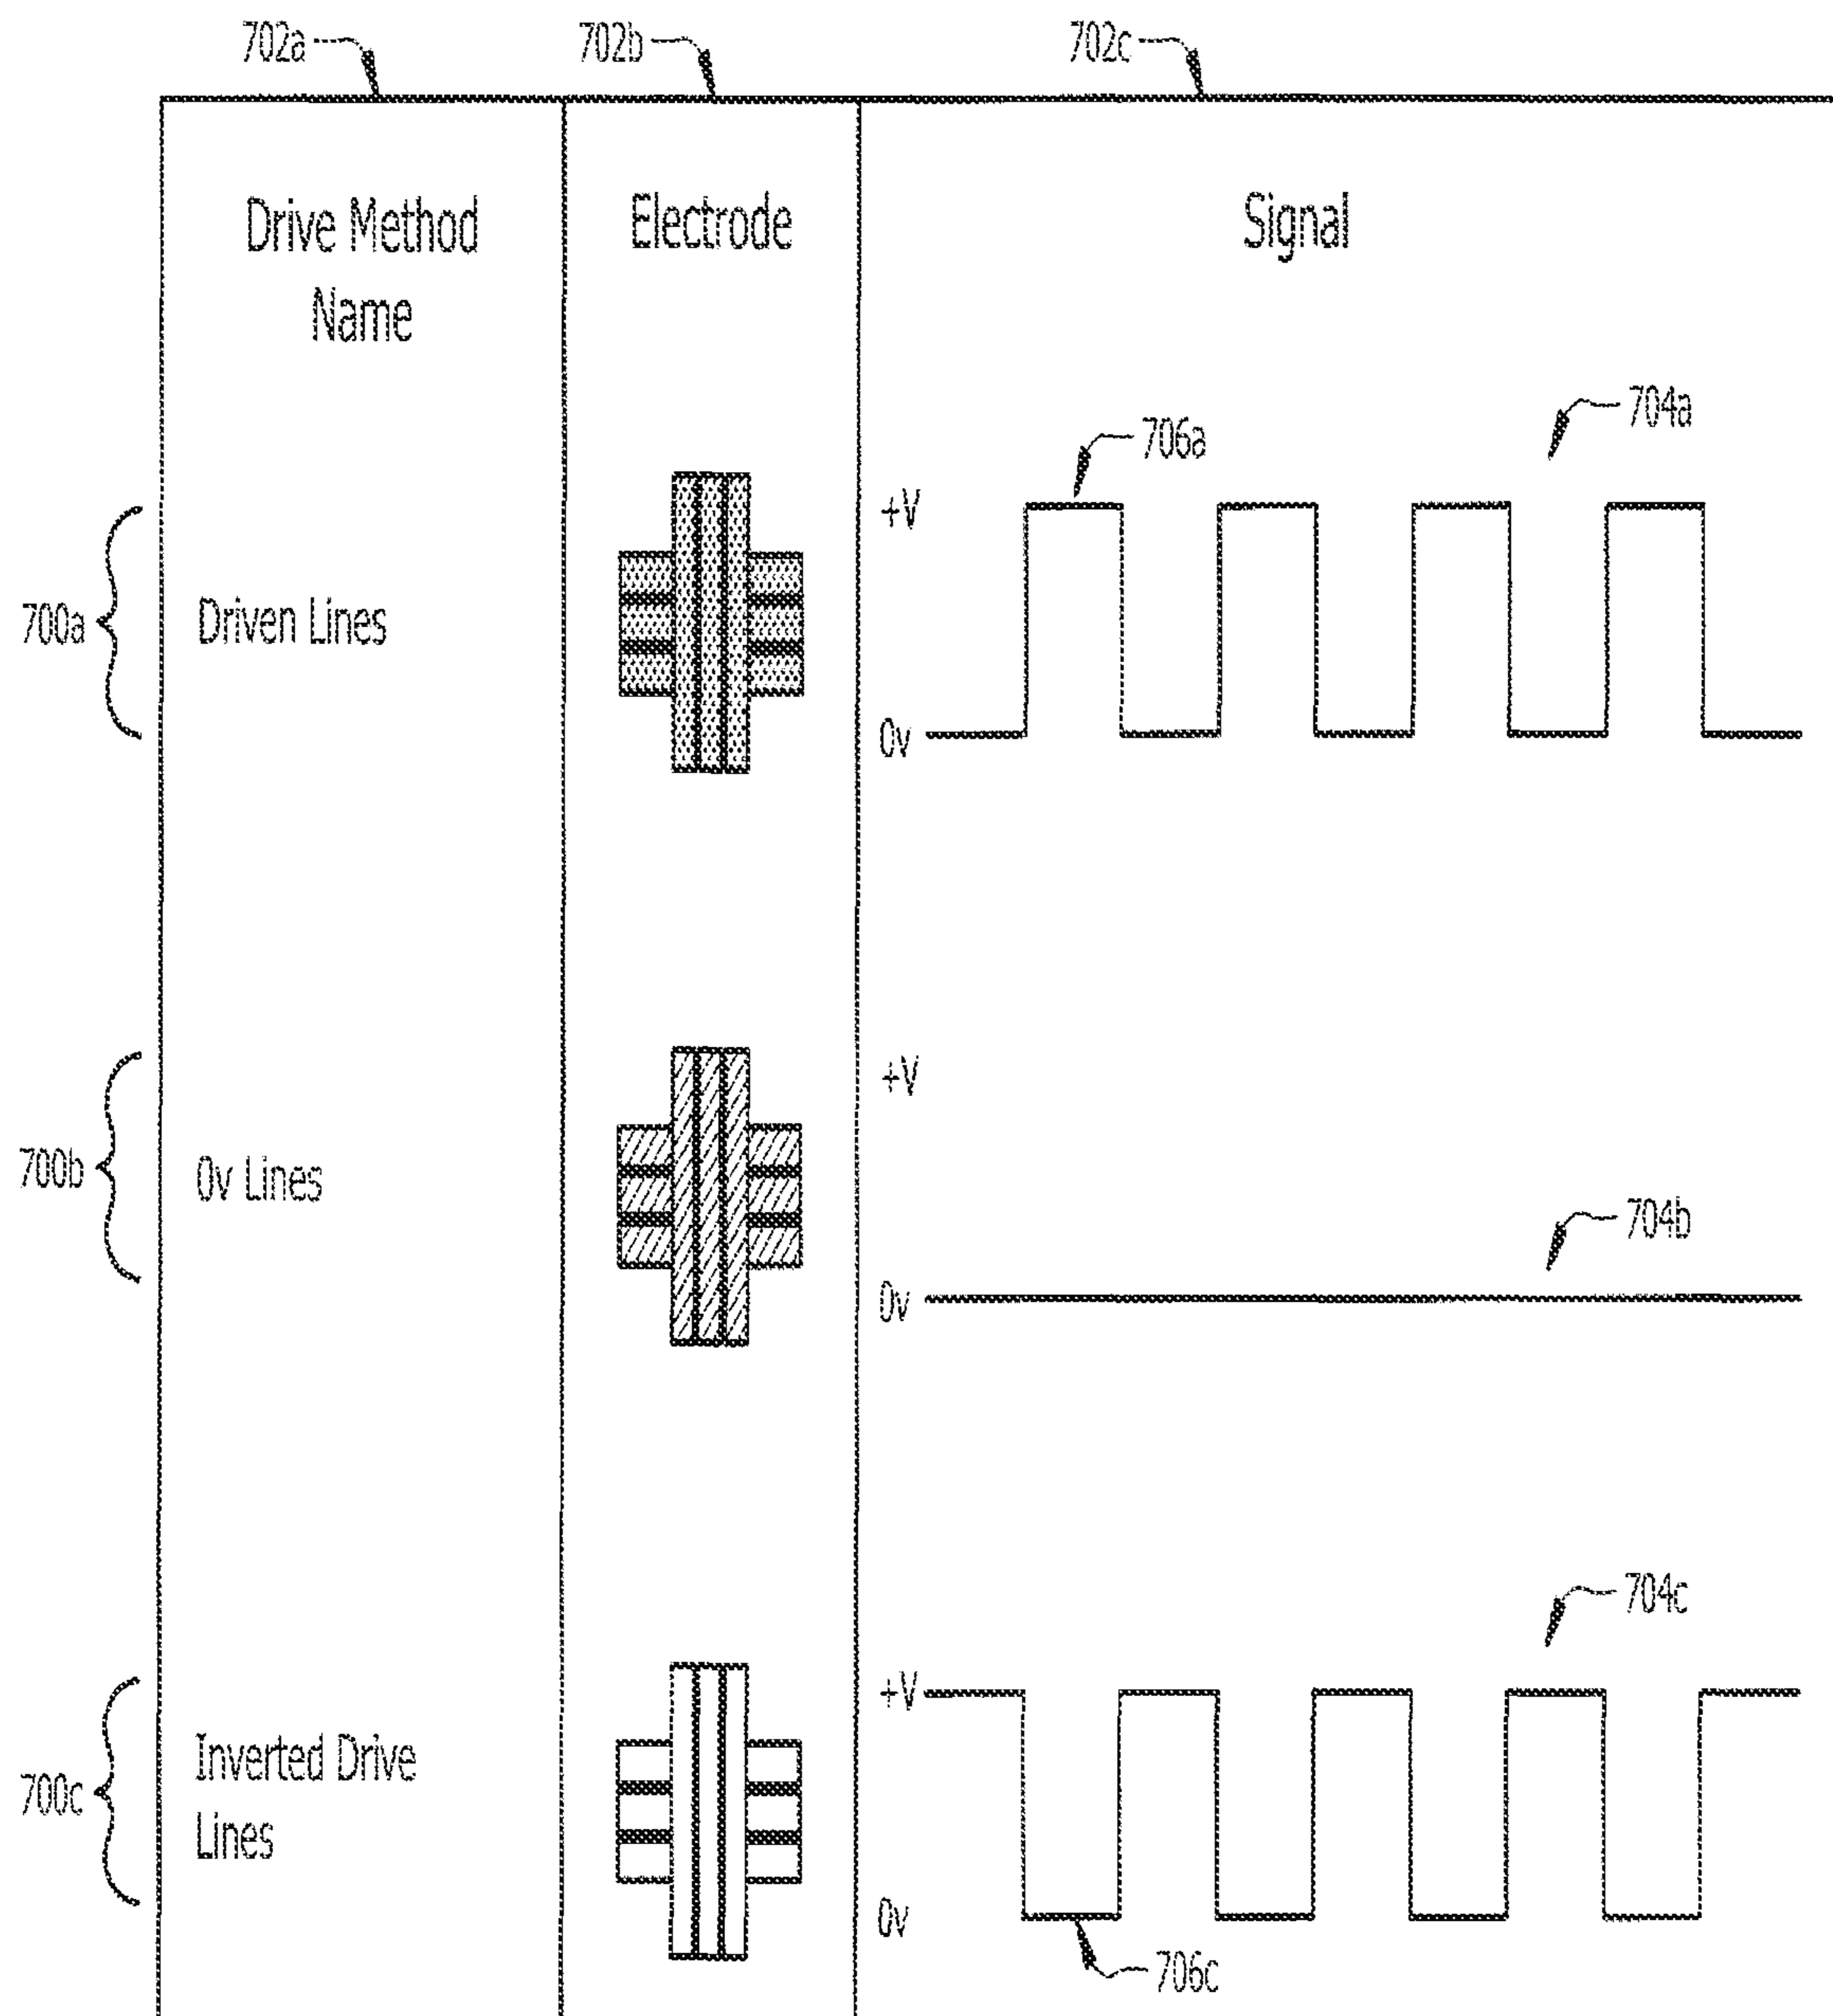 702a
702b
702c
Drive Method
Name
Electrode
Signal
704a
706a
+V
700a
Driven Lines
0v
+V
700b
0v Lines
704b
0v
704c
+V
Inverted Drive
700c
Lines
0v
706c